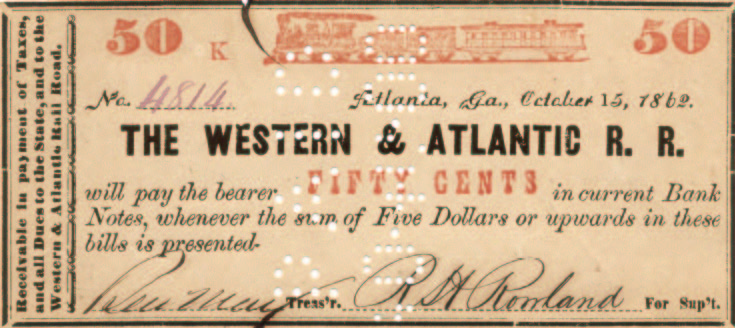 Receivable in payment of Taxes,
and all Dues to the State, and to the
Western & Atlantic Rail Road.
50 K 50
No. 4814 Atlanta, Ga., October 15, 1862.
THE WESTERN & ATLANTIC R. R.
will pay the bearer FIFTY CENTS in current Bank
Notes, whenever the sum of Five Dollars or upwards in these
bills is presented-
Treas'r. R H Rowland For Sup't.